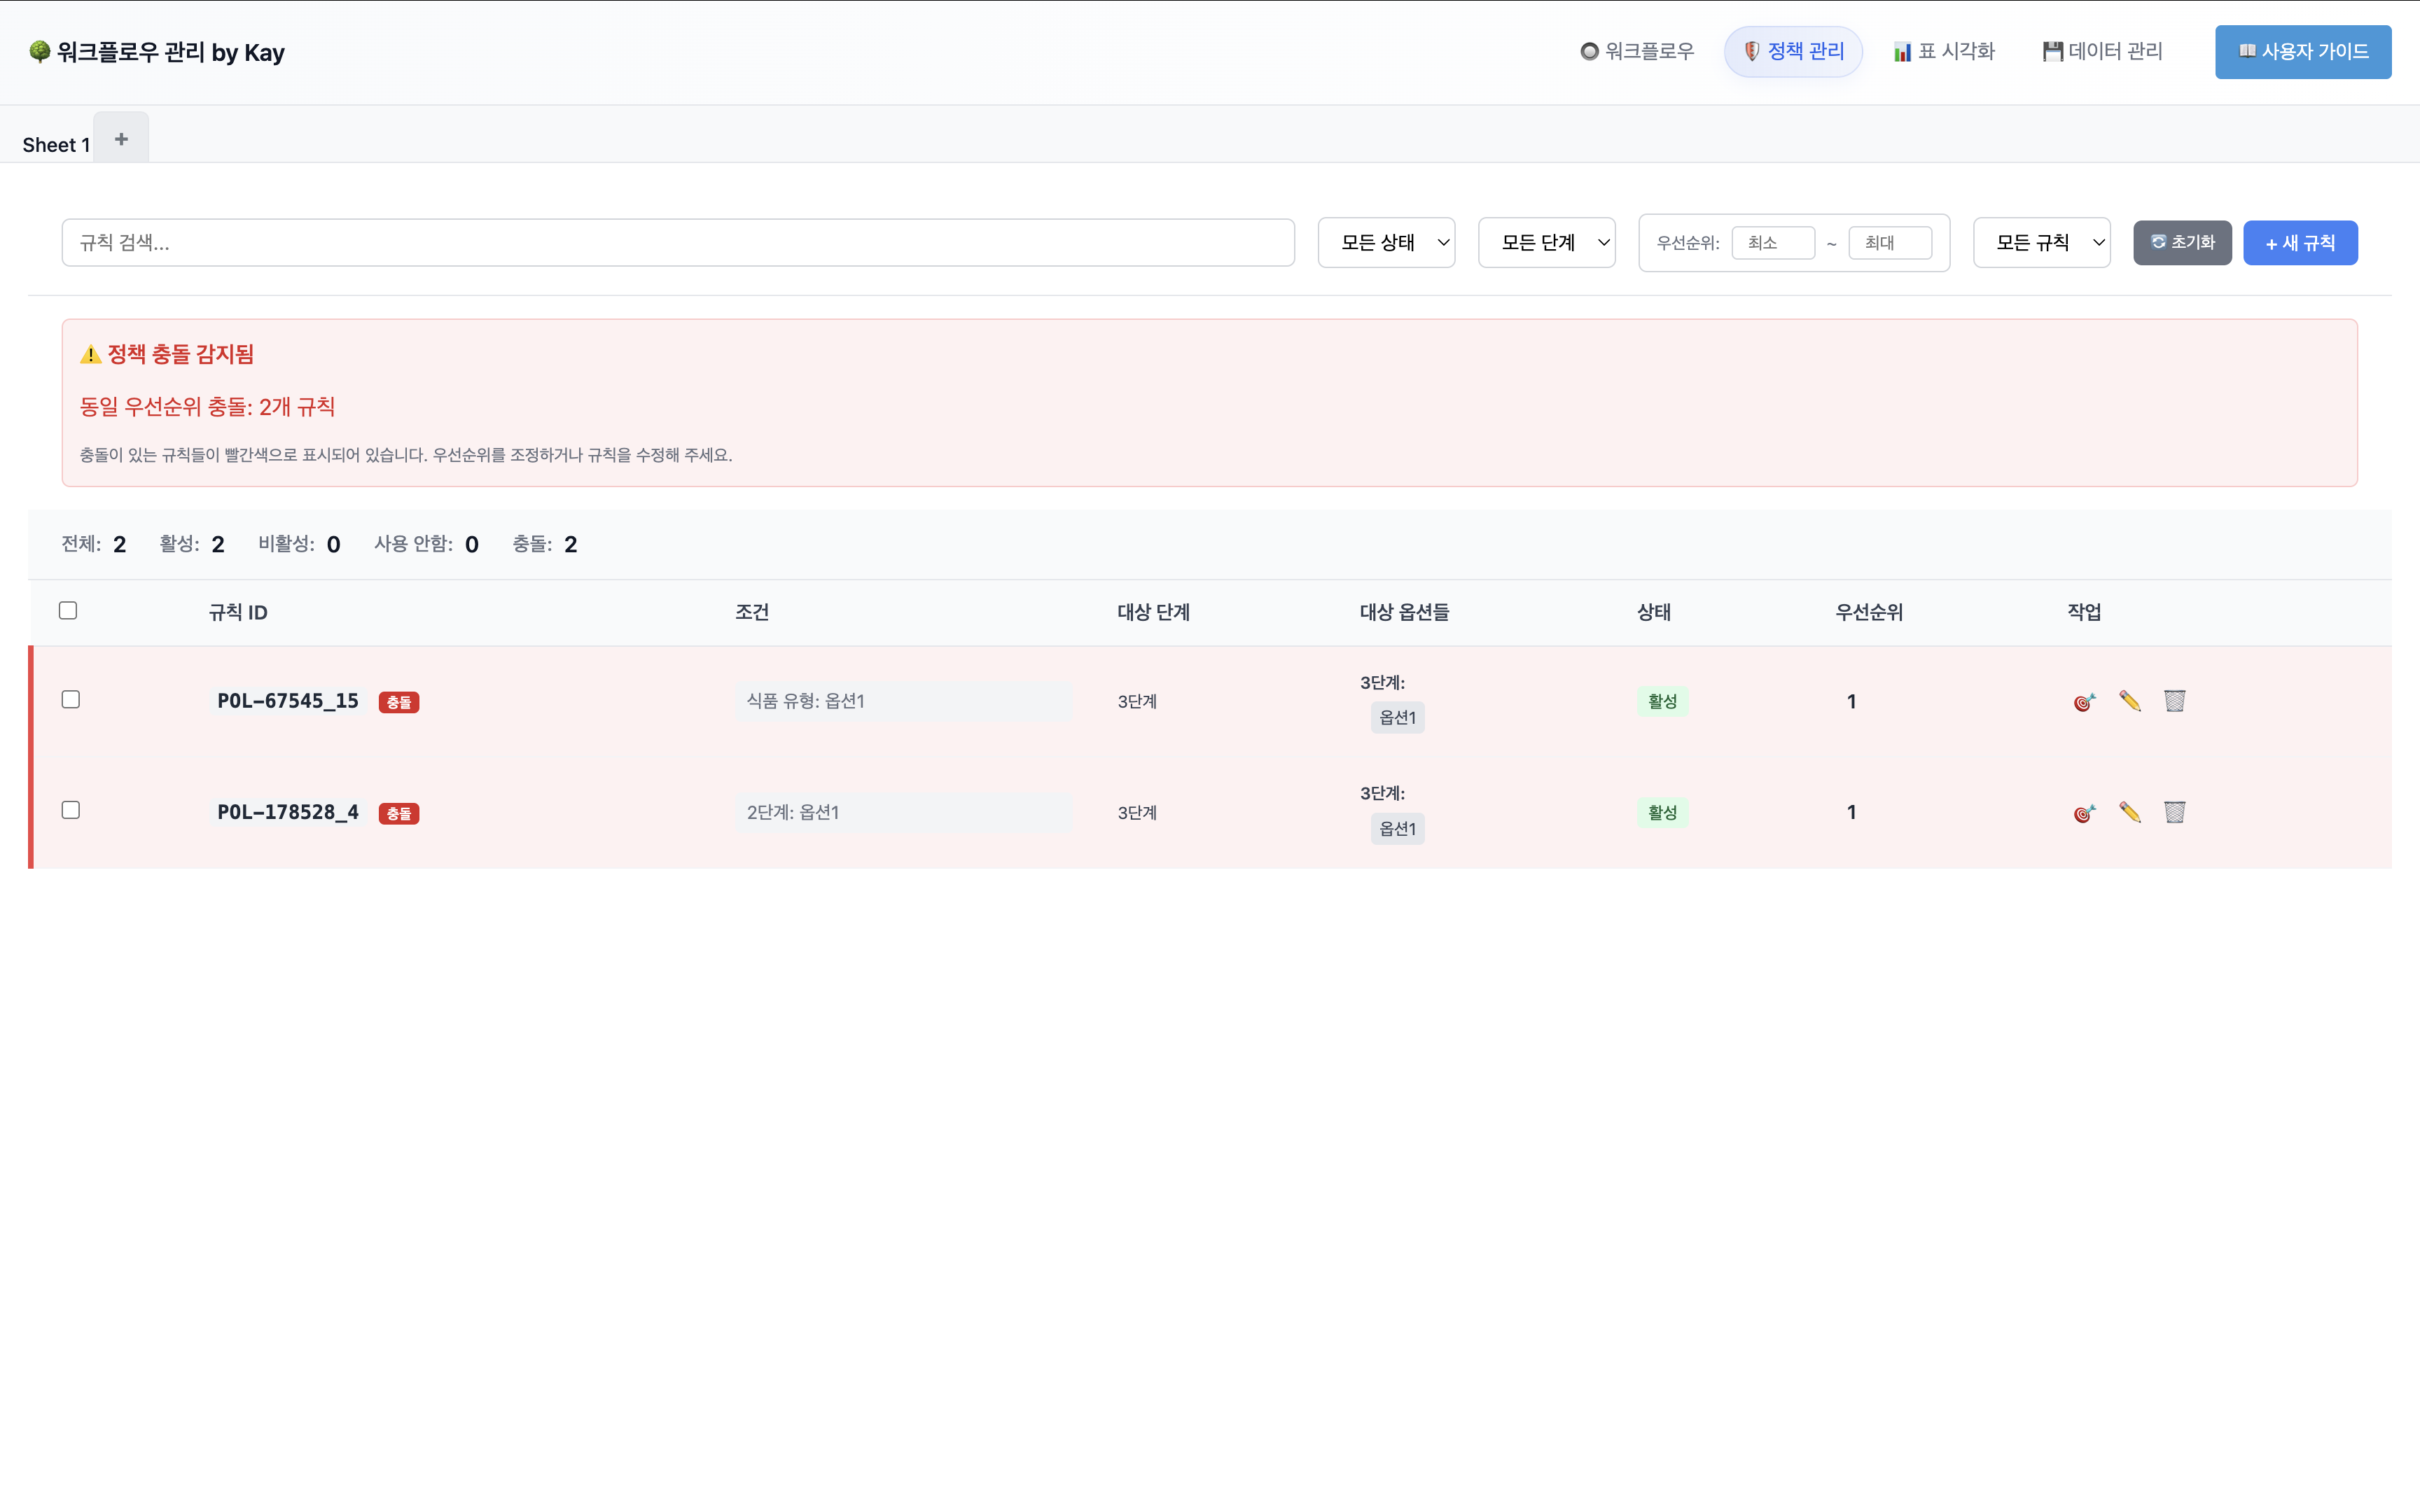 워크플로우 관리 by Kay
워크플로우
정책 관리
표 시각화
데이터 관리
사용자 가이드
Sheet 1
+
규칙 검색...
모든 상태
모든 단계
우선순위: 최소 ~ 최대
모든 규칙
초기화
+ 새 규칙
정책 충돌 감지됨
동일 우선순위 충돌: 2개 규칙
충돌이 있는 규칙들이 빨간색으로 표시되어 있습니다. 우선순위를 조정하거나 규칙을 수정해 주세요.
전체: 2 활성: 2 비활성: 0 사용 안함: 0 충돌: 2
규칙 ID 조건 대상 단계 대상 옵션들 상태 우선순위 작업
POL-67545_15 충돌 식품 유형: 옵션1 3단계 3단계: 옵션1 활성 1
POL-178528_4 충돌 2단계: 옵션1 3단계 3단계: 옵션1 활성 1